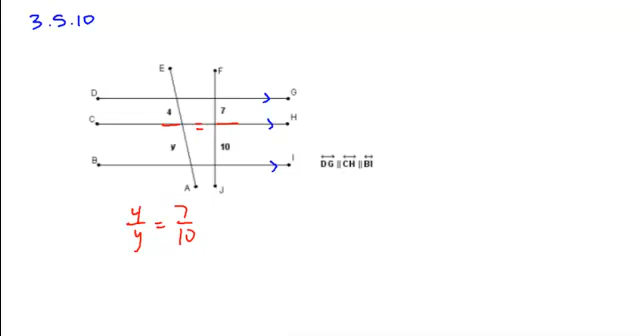 3.5.10
E F
D G
4 7
C = H
y 10
B I
DG || CH || BI
A J
4/y = 7/10